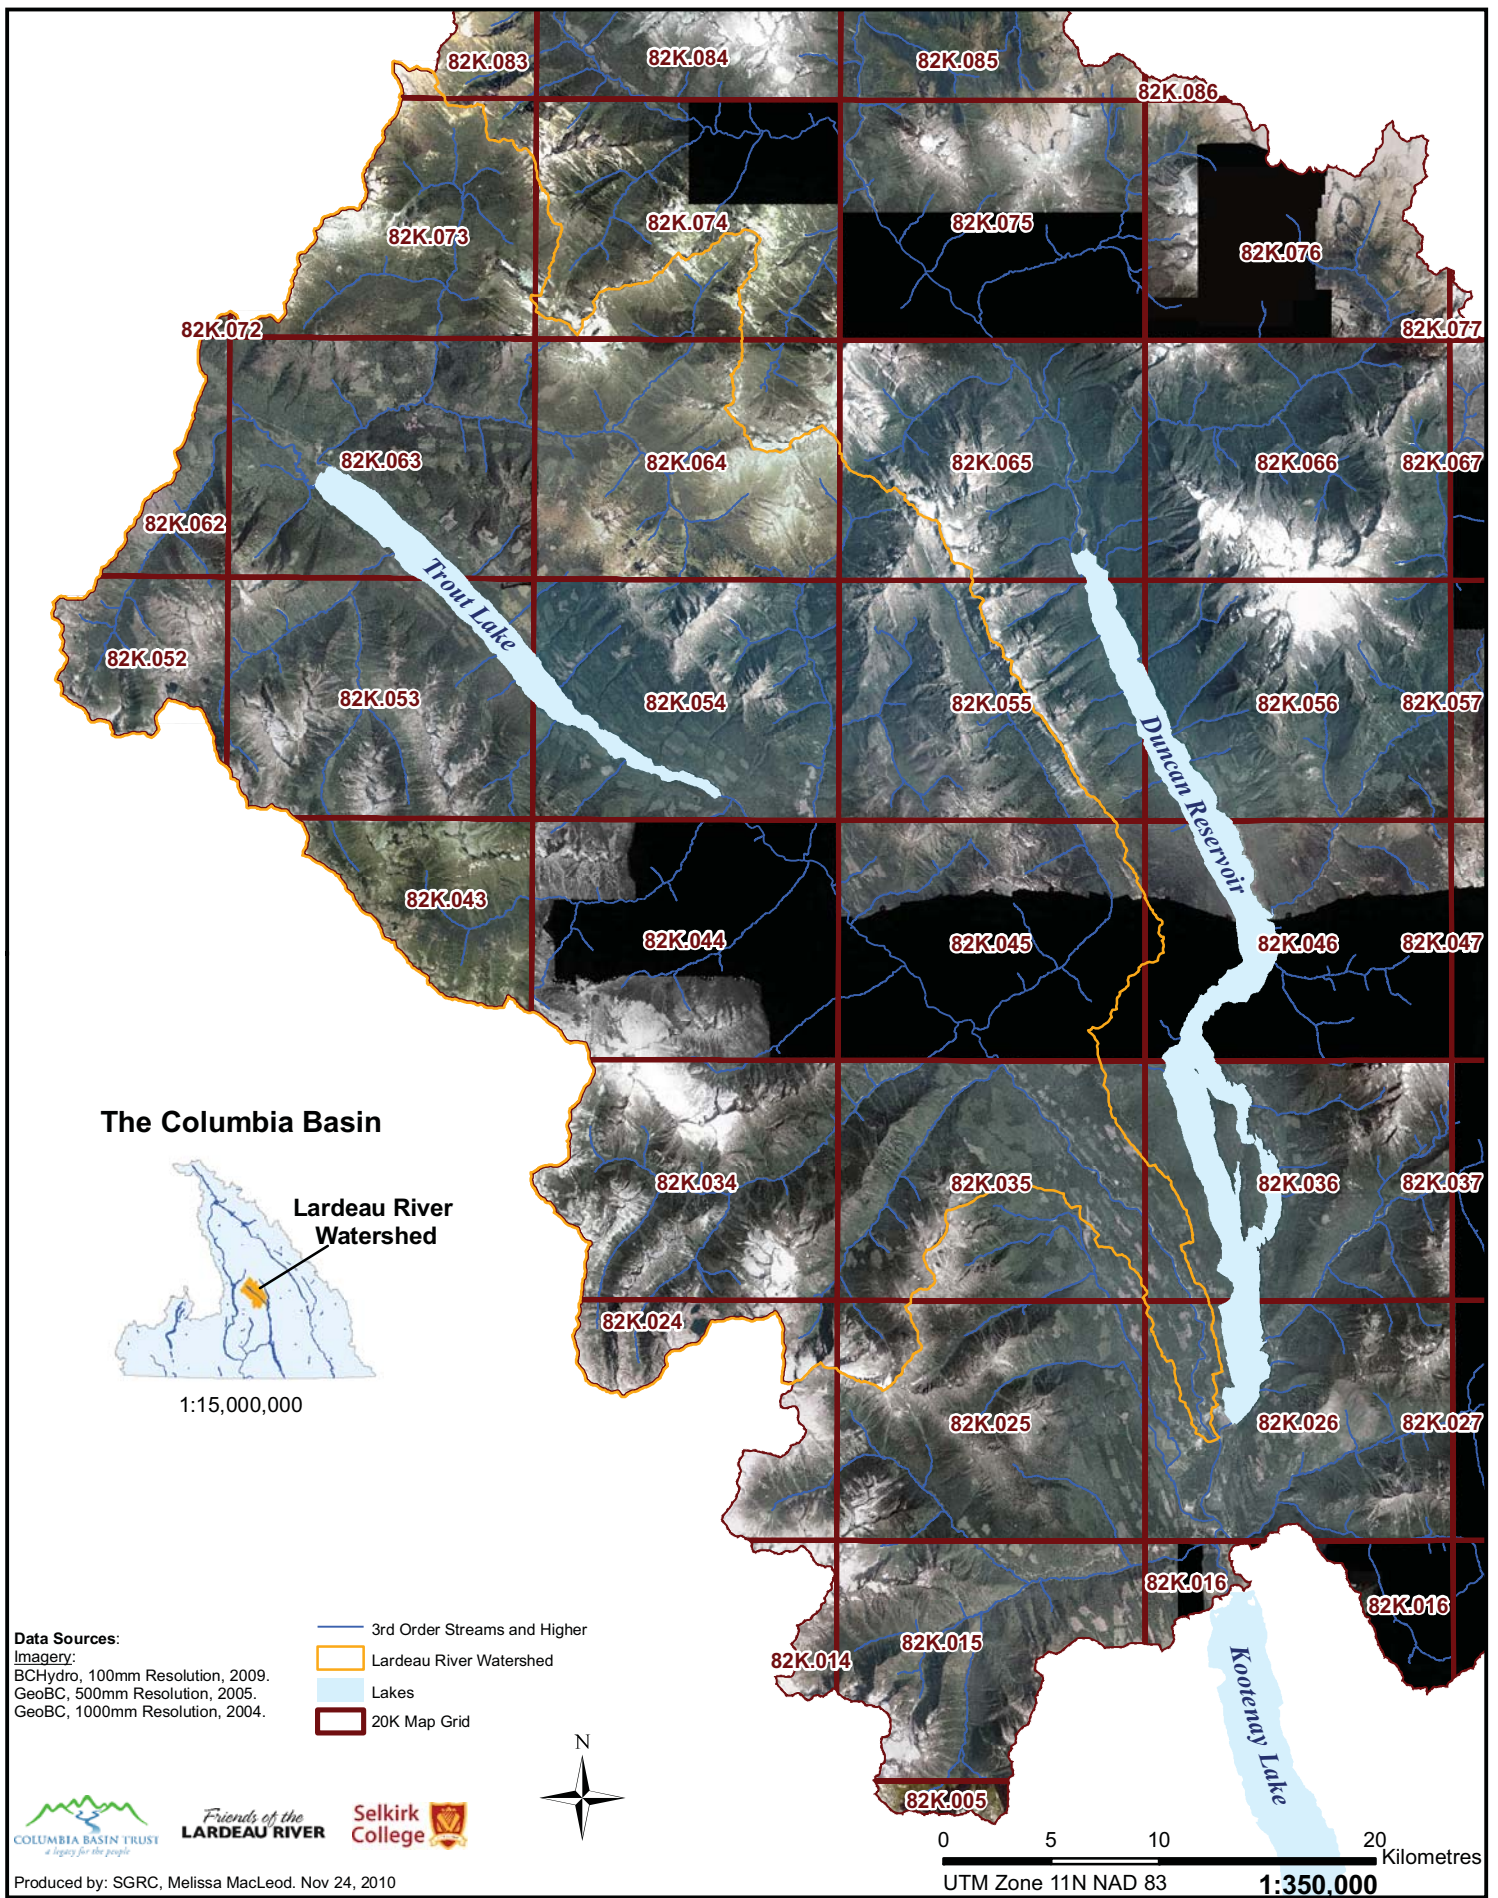 82K.083
82K.084
82K.085
82K.086
82K.073
82K.074
82K.075
82K.076
82K.072
82K.077
82K.063
82K.064
82K.065
82K.066
82K.067
82K.062
Trout Lake
82K.052
82K.053
82K.054
82K.055
82K.056
82K.057
Duncan Reservoir
82K.043
82K.044
82K.045
82K.046
82K.047
The Columbia Basin
Lardeau River
Watershed
1:15,000,000
82K.034
82K.035
82K.036
82K.037
82K.024
82K.025
82K.026
82K.027
82K.016
82K.016
82K.015
82K.014
82K.005
Kootenay Lake
Data Sources:
Imagery:
BCHydro, 100mm Resolution, 2009.
GeoBC, 500mm Resolution, 2005.
GeoBC, 1000mm Resolution, 2004.
3rd Order Streams and Higher
Lardeau River Watershed
Lakes
20K Map Grid
N
COLUMBIA BASIN TRUST
a legacy for the people
Friends of the
LARDEAU RIVER
Selkirk
College
0 5 10 20
Kilometres
UTM Zone 11N NAD 83
1:350,000
Produced by: SGRC, Melissa MacLeod. Nov 24, 2010